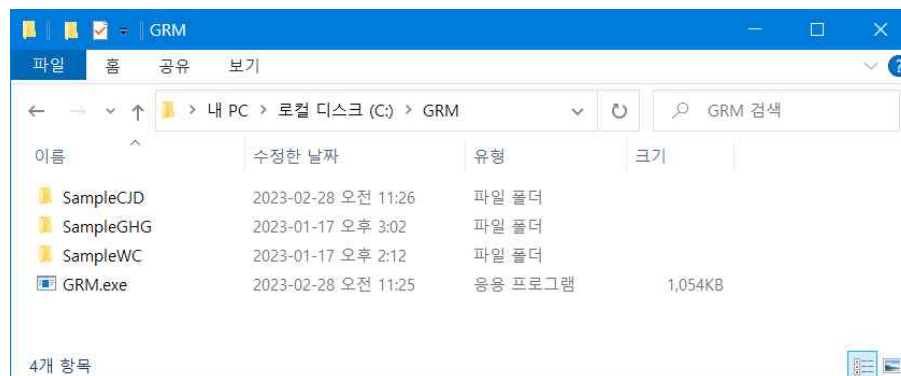 GRM
파일 홈 공유 보기
내 PC > 로컬 디스크 (C:) > GRM GRM 검색
이름 수정한 날짜 유형 크기
SampleCJD 2023-02-28 오전 11:26 파일 폴더
SampleGHG 2023-01-17 오후 3:02 파일 폴더
SampleWC 2023-01-17 오후 2:12 파일 폴더
GRM.exe 2023-02-28 오전 11:25 응용 프로그램 1,054KB
4개 항목